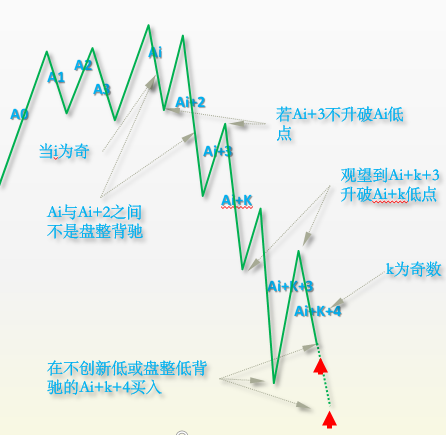 A0
A1
A2
A3
Ai
Ai+2
Ai+3
Ai+K
Ai+K+3
Ai+K+4
当i为奇
Ai与Ai+2之间
不是盘整背驰
若Ai+3不升破Ai低
点
观望到Ai+k+3
升破Ai+k低点
k为奇数
在不创新低或盘整低背
驰的Ai+k+4买入